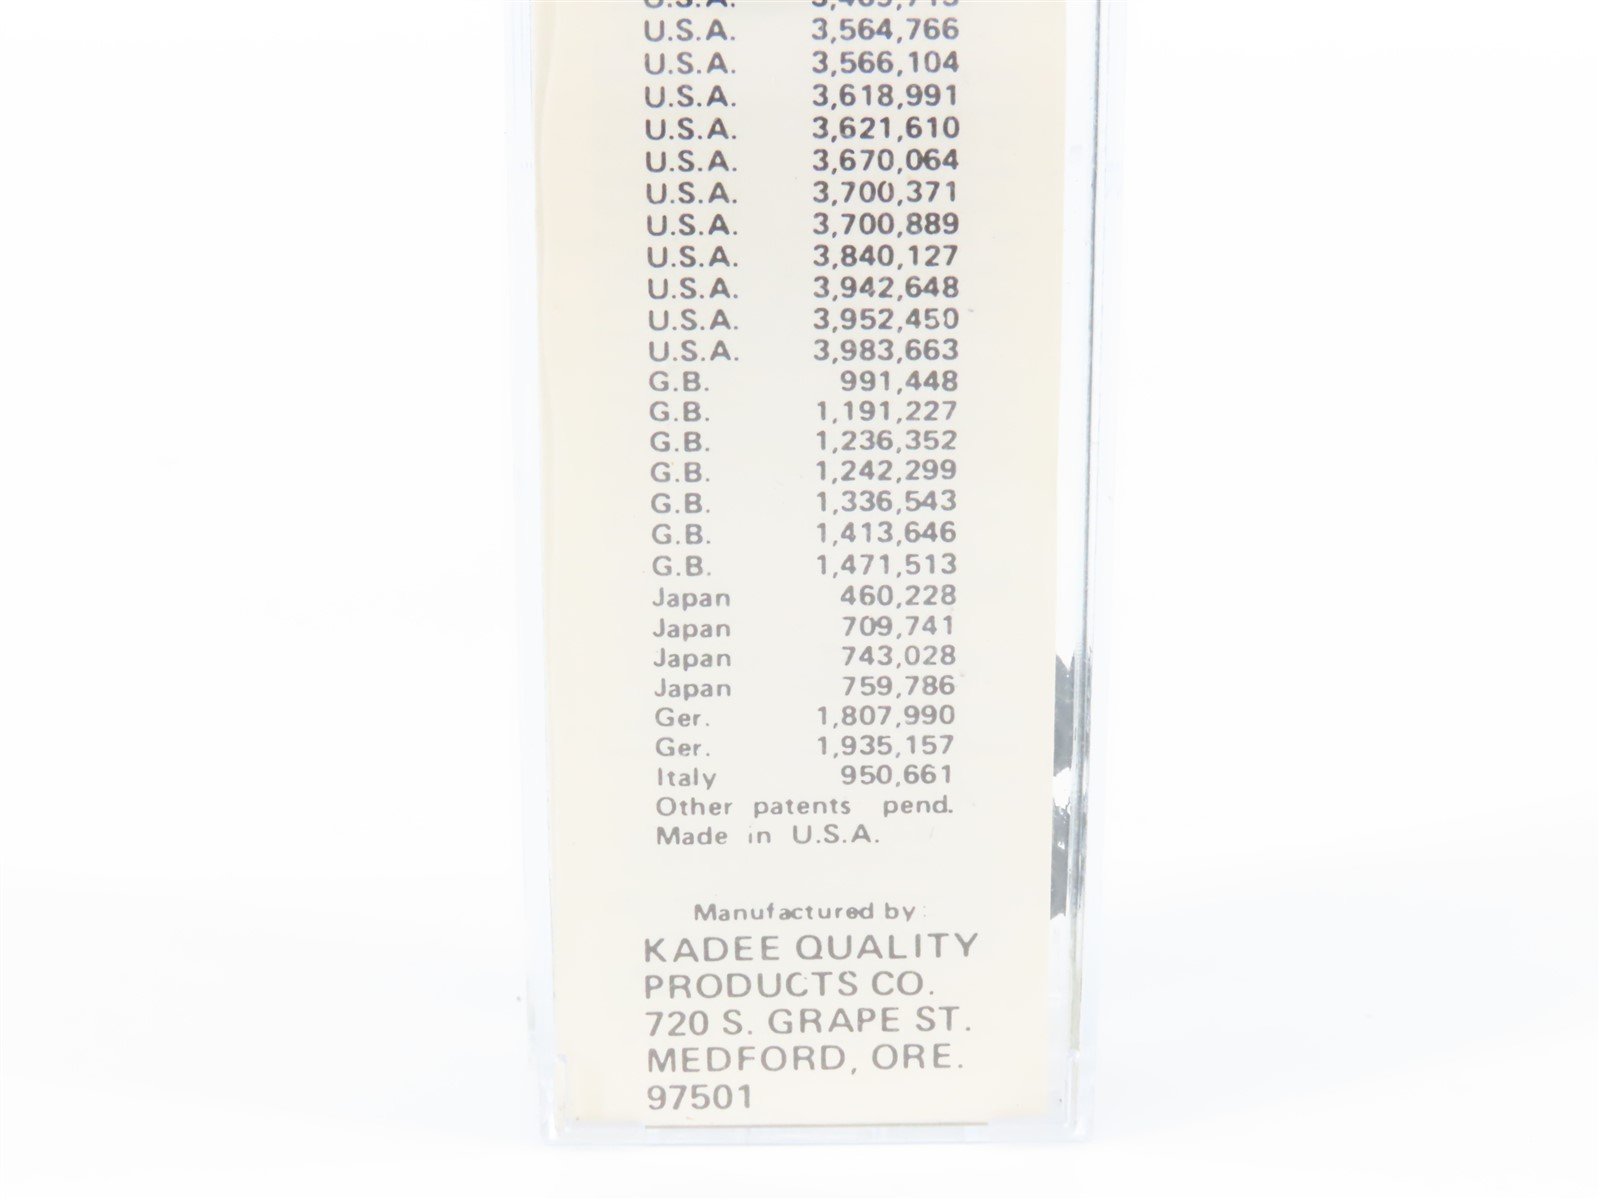 U.S.A. 3,564,766
U.S.A. 3,566,104
U.S.A. 3,618,991
U.S.A. 3,621,610
U.S.A. 3,670,064
U.S.A. 3,700,371
U.S.A. 3,700,889
U.S.A. 3,840,127
U.S.A. 3,942,648
U.S.A. 3,952,450
U.S.A. 3,983,663
G.B. 991,448
G.B. 1,191,227
G.B. 1,236,352
G.B. 1,242,299
G.B. 1,336,543
G.B. 1,413,646
G.B. 1,471,513
Japan 460,228
Japan 709,741
Japan 743,028
Japan 759,786
Ger. 1,807,990
Ger. 1,935,157
Italy 950,661
Other patents pend.
Made in U.S.A.
Manufactured by:
KADEE QUALITY
PRODUCTS CO.
720 S. GRAPE ST.
MEDFORD, ORE.
97501